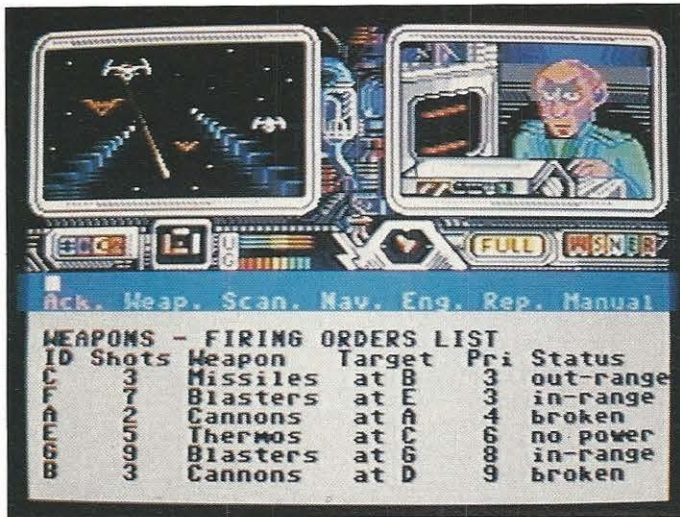 U
G
FULL
WSNER
Ack. Weap. Scan. Nav. Eng. Rep. Manual
WEAPONS - FIRING ORDERS LIST
ID Shots Weapon Target Pri Status
C 3 Missiles at B 3 out-range
F 7 Blasters at E 3 in-range
A 2 Cannons at A 4 broken
E 5 Thermos at C 6 no power
G 9 Blasters at G 8 in-range
B 3 Cannons at D 9 broken